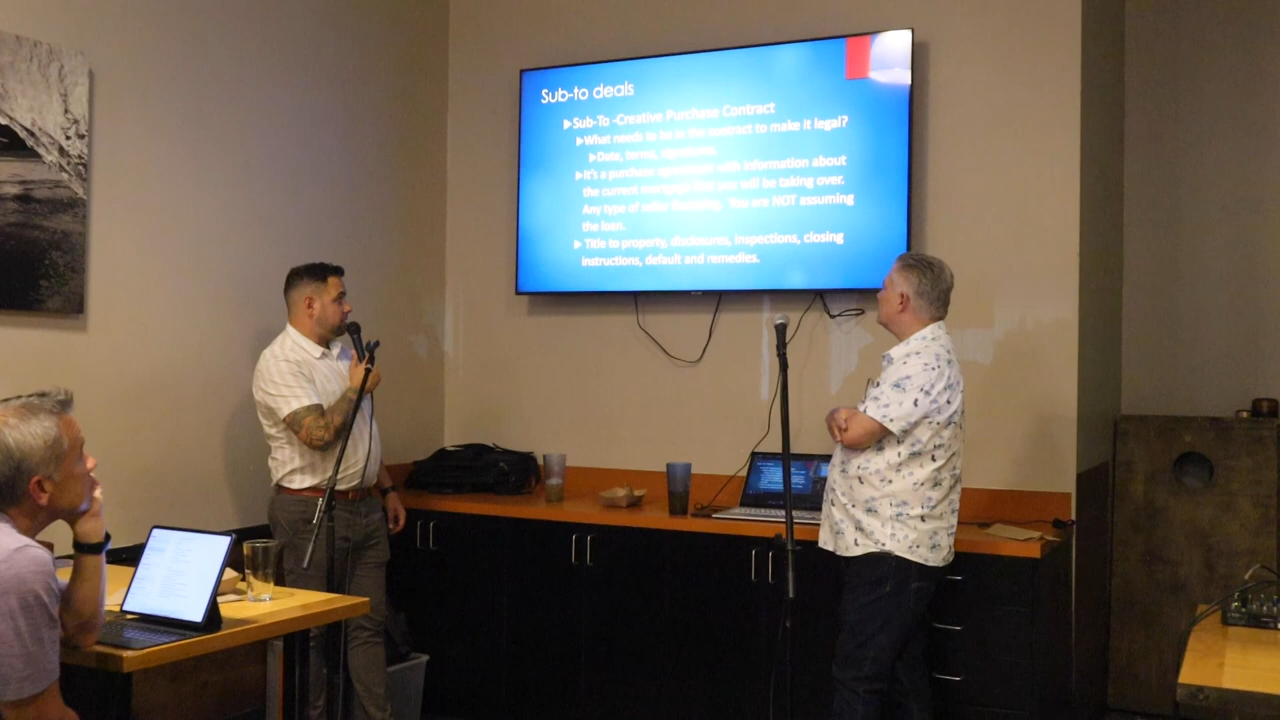 Sub-to deals
Sub-To -Creative Purchase Contract
What needs to be in the contract to make it legal?
Date, terms, signatures.
It's a purchase agreement with information about
the current mortgage that you will be taking over.
Any type of seller financing. You are NOT assuming
the loan.
Title to property, disclosures, inspections, closing
instructions, default and remedies.